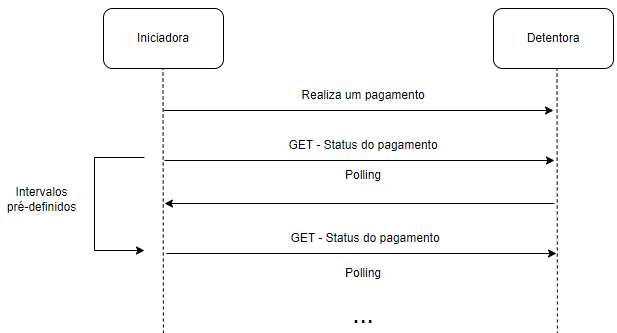 Iniciadora
Detentora
Realiza um pagamento
GET - Status do pagamento
Polling
Intervalos
pré-definidos
GET - Status do pagamento
Polling
...